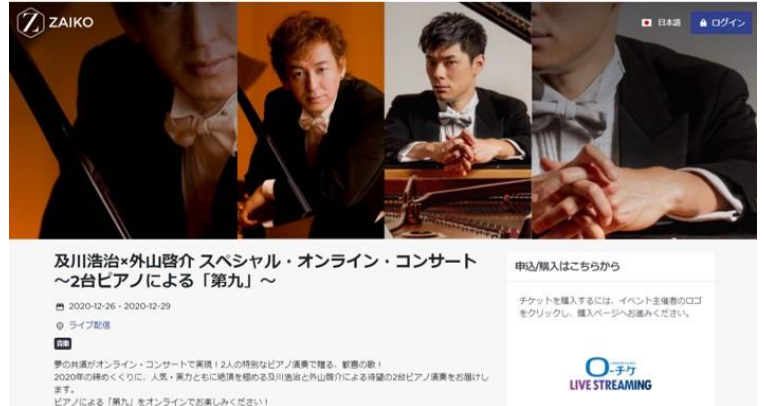 ZAIKO
日本語
ログイン
及川浩治×外山啓介 スペシャル・オンライン・コンサート
～2台ピアノによる「第九」～
2020-12-26 - 2020-12-29
ライブ配信
音楽
夢の共演がオンライン・コンサートで実現！2人の特別なピアノ演奏で贈る、歓喜の歌！
2020年の締めくくりに、人気・実力ともに絶頂を極める及川浩治と外山啓介による待望の2台ピアノ演奏をお届けし
ます。
ピアノによる「第九」をオンラインでお楽しみください！
申込/購入はこちらから
チケットを購入するには、イベント主催者のロゴ
をクリックし、購入ページへお進みください。
ローチケ
LIVE STREAMING